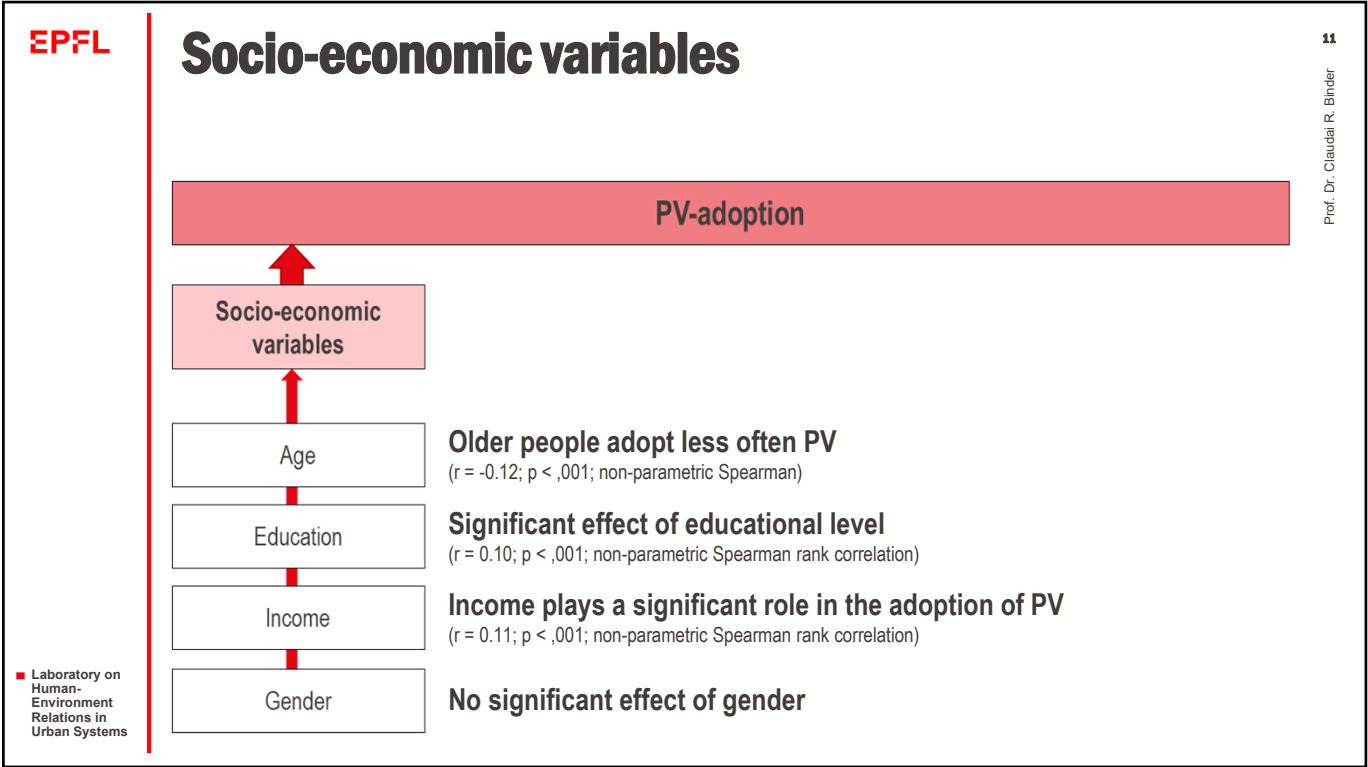 EPFL
Socio-economic variables
11
Prof. Dr. Claudai R. Binder
PV-adoption
Socio-economic
variables
Age
Older people adopt less often PV
(r = -0.12; p < ,001; non-parametric Spearman)
Education
Significant effect of educational level
(r = 0.10; p < ,001; non-parametric Spearman rank correlation)
Income
Income plays a significant role in the adoption of PV
(r = 0.11; p < ,001; non-parametric Spearman rank correlation)
Gender
No significant effect of gender
Laboratory on
Human-
Environment
Relations in
Urban Systems